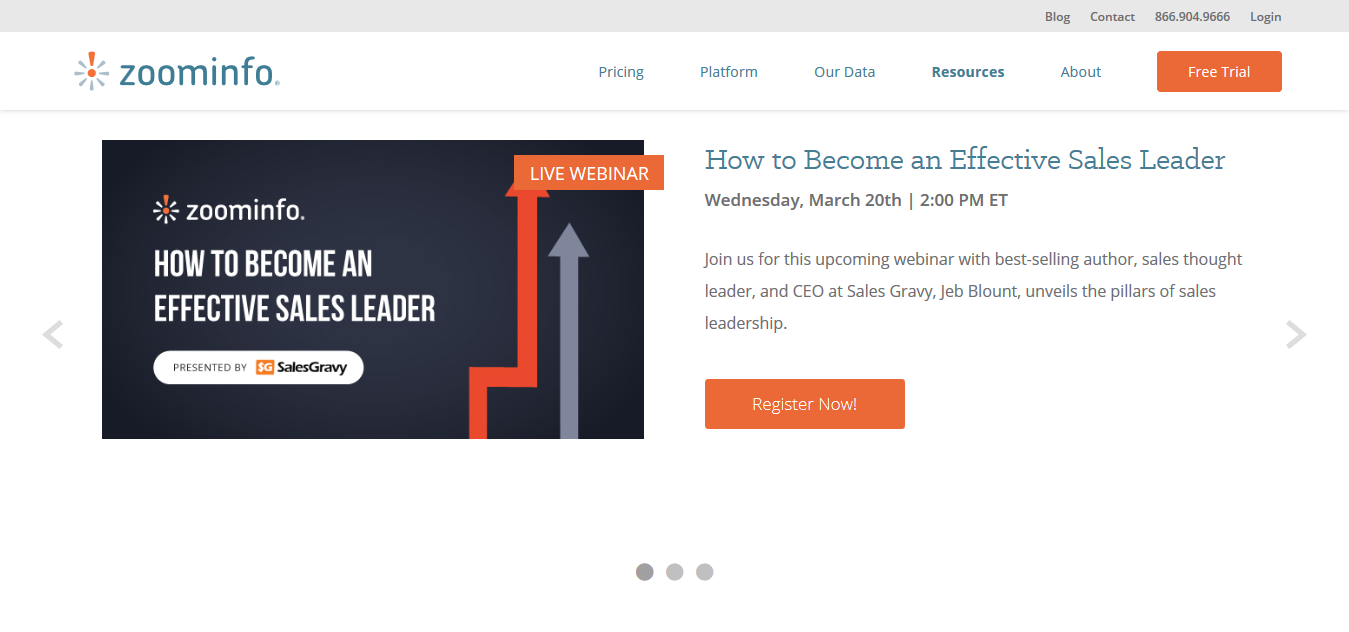 Blog Contact 866.904.9666 Login
zoominfo
Pricing Platform Our Data Resources About Free Trial
LIVE WEBINAR
zoominfo.
HOW TO BECOME AN
EFFECTIVE SALES LEADER
PRESENTED BY SG SalesGravy
How to Become an Effective Sales Leader
Wednesday, March 20th | 2:00 PM ET
Join us for this upcoming webinar with best-selling author, sales thought
leader, and CEO at Sales Gravy, Jeb Blount, unveils the pillars of sales
leadership.
Register Now!